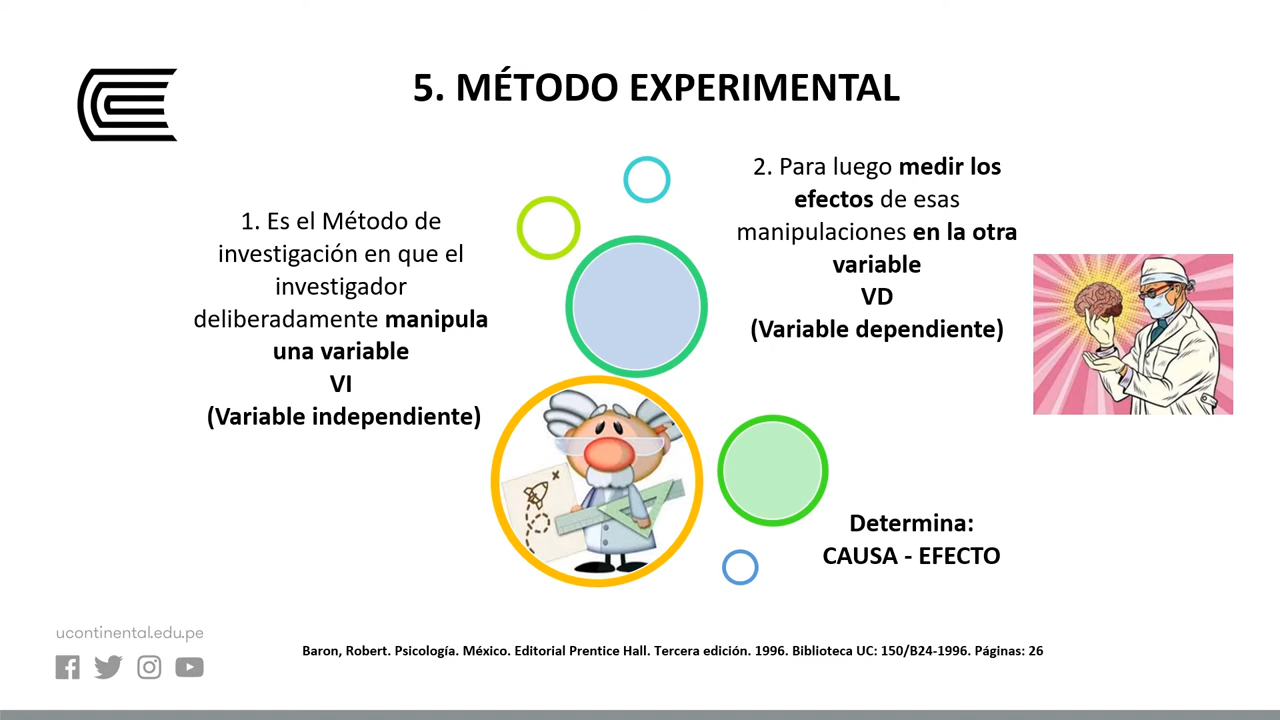 5. MÉTODO EXPERIMENTAL
1. Es el Método de
investigación en que el
investigador
deliberadamente manipula
una variable
VI
(Variable independiente)
2. Para luego medir los
efectos de esas
manipulaciones en la otra
variable
VD
(Variable dependiente)
Determina:
CAUSA - EFECTO
ucontinental.edu.pe
Baron, Robert. Psicología. México. Editorial Prentice Hall. Tercera edición. 1996. Biblioteca UC: 150/B24-1996. Páginas: 26